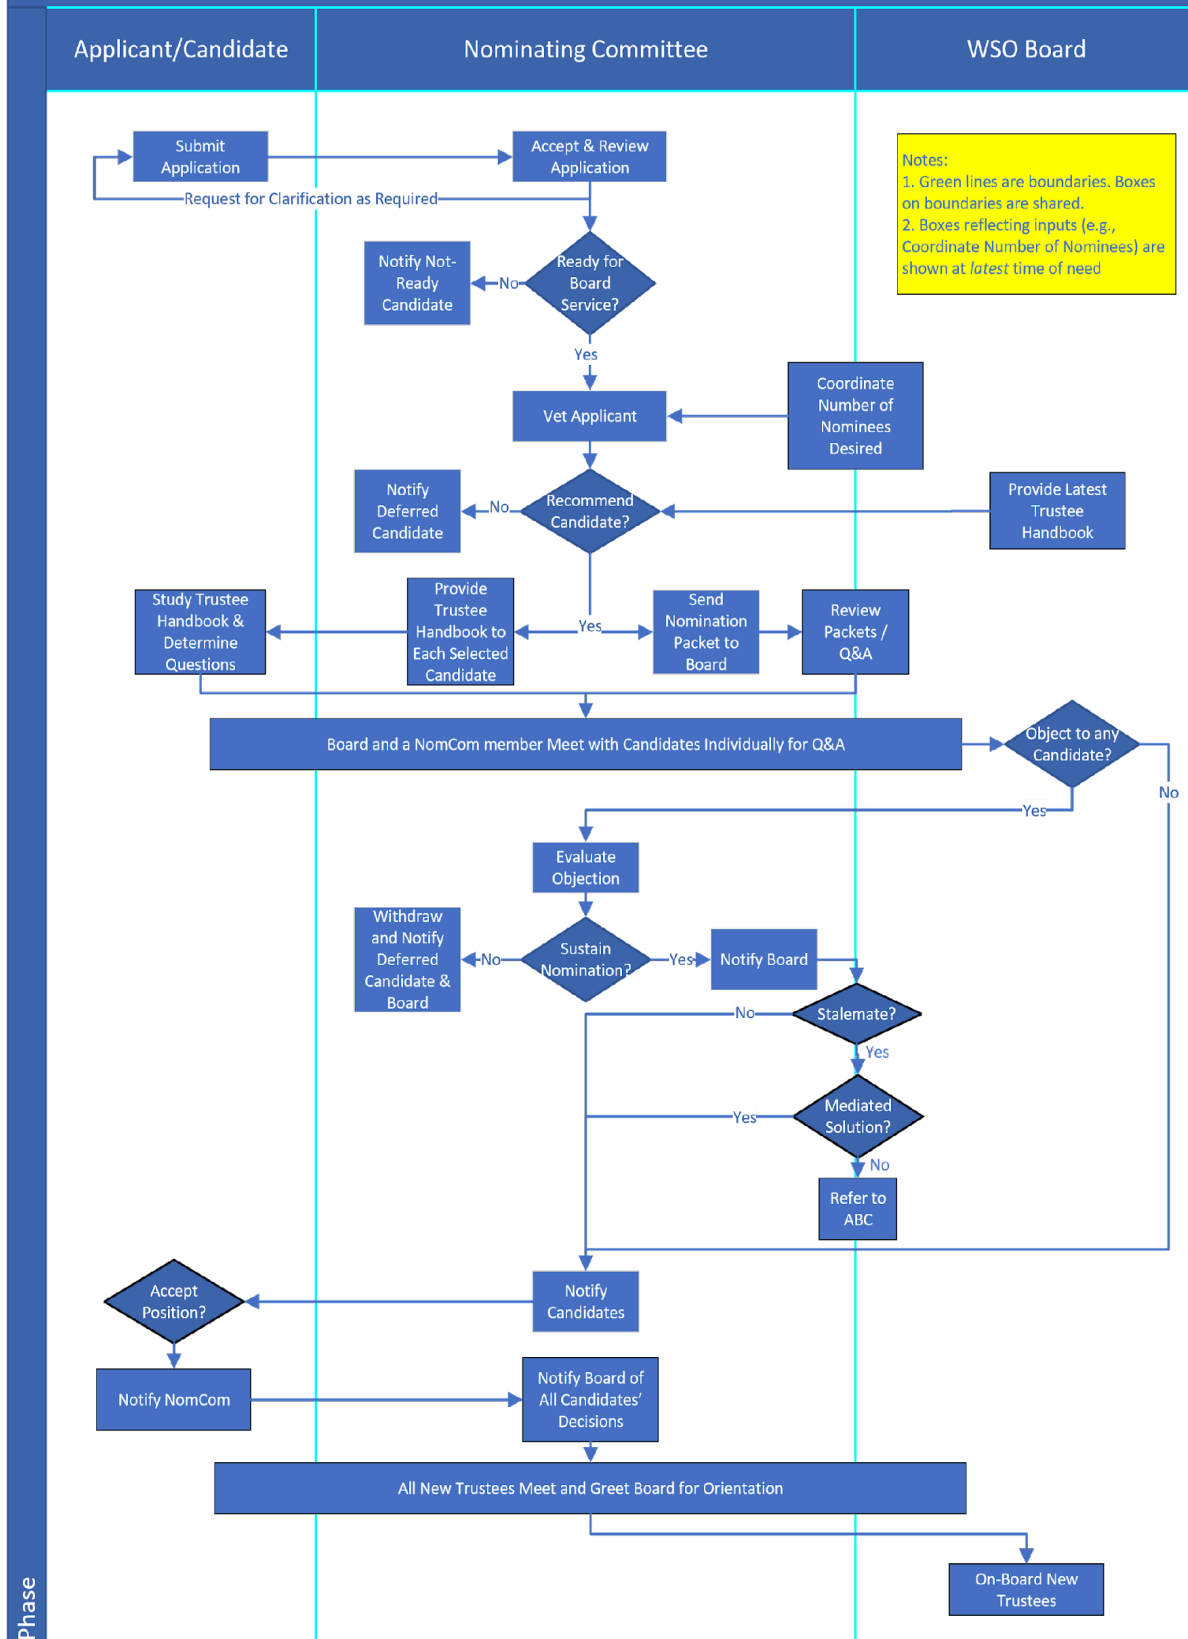 Applicant/Candidate
Nominating Committee
WSO Board
Submit
Application
Accept & Review
Application
Request for Clarification as Required
Notes:
1. Green lines are boundaries. Boxes
on boundaries are shared.
2. Boxes reflecting inputs (e.g.,
Coordinate Number of Nominees) are
shown at latest time of need
Notify Not-
Ready
Candidate
No
Ready for
Board
Service?
Yes
Vet Applicant
Coordinate
Number of
Nominees
Desired
Notify
Deferred
Candidate
No
Recommend
Candidate?
Provide Latest
Trustee
Handbook
Study Trustee
Handbook &
Determine
Questions
Provide
Trustee
Handbook to
Each Selected
Candidate
Yes
Send
Nomination
Packet to
Board
Review
Packets /
Q&A
Board and a NomCom member Meet with Candidates Individually for Q&A
Object to any
Candidate?
No
Yes
Evaluate
Objection
Withdraw
and Notify
Deferred
Candidate &
Board
No
Sustain
Nomination?
Yes
Notify Board
No
Stalemate?
Yes
Yes
Mediated
Solution?
No
Refer to
ABC
Accept
Position?
Notify
Candidates
Notify NomCom
Notify Board of
All Candidates'
Decisions
All New Trustees Meet and Greet Board for Orientation
On-Board New
Trustees
Phase